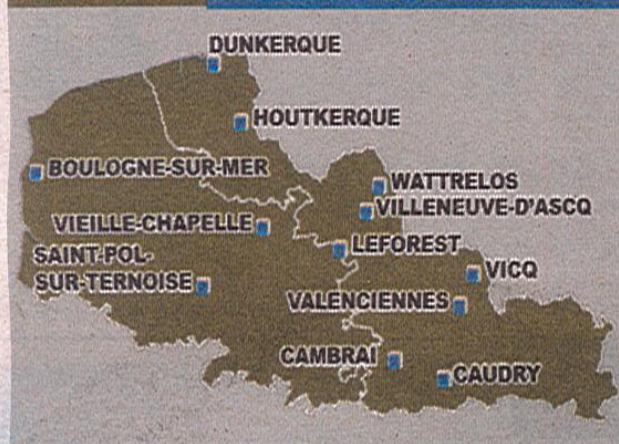 DUNKERQUE
HOUTKERQUE
BOULOGNE-SUR-MER
WATTRELOS
VILLENEUVE-D'ASCQ
VIEILLE-CHAPELLE
LEFOREST
SAINT-POL-
SUR-TERNOISE
VICQ
VALENCIENNES
CAMBRAI
CAUDRY